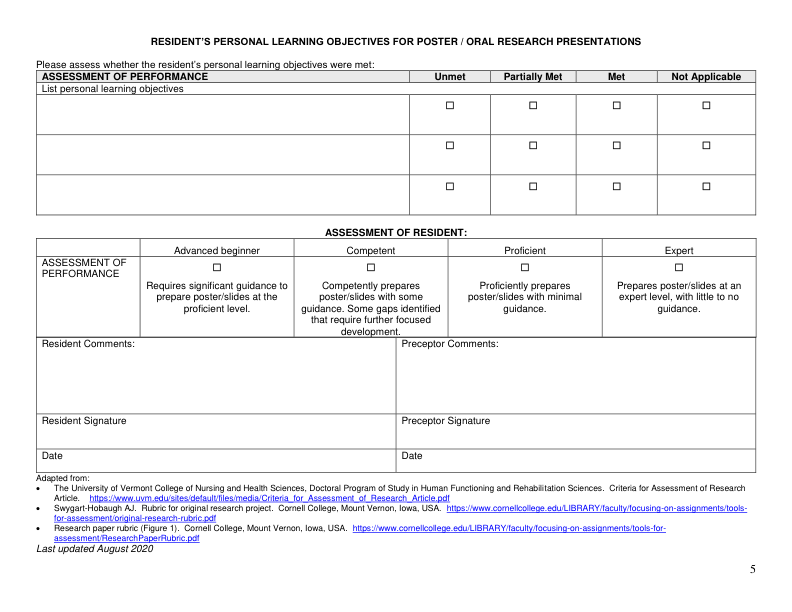 RESIDENT'S PERSONAL LEARNING OBJECTIVES FOR POSTER / ORAL RESEARCH PRESENTATIONS
Please assess whether the resident's personal learning objectives were met:
ASSESSMENT OF PERFORMANCE Unmet Partially Met Met Not Applicable
List personal learning objectives
☐ ☐ ☐ ☐
☐ ☐ ☐ ☐
☐ ☐ ☐ ☐
ASSESSMENT OF RESIDENT:
Advanced beginner Competent Proficient Expert
ASSESSMENT OF
PERFORMANCE
☐
Requires significant guidance to
prepare poster/slides at the
proficient level.
☐
Competently prepares
poster/slides with some
guidance. Some gaps identified
that require further focused
development.
☐
Proficiently prepares
poster/slides with minimal
guidance.
☐
Prepares poster/slides at an
expert level, with little to no
guidance.
Resident Comments: Preceptor Comments:
Resident Signature Preceptor Signature
Date Date
Adapted from:
• The University of Vermont College of Nursing and Health Sciences, Doctoral Program of Study in Human Functioning and Rehabilitation Sciences. Criteria for Assessment of Research
Article. https://www.uvm.edu/sites/default/files/media/Criteria_for_Assessment_of_Research_Article.pdf
• Swygart-Hobaugh AJ. Rubric for original research project. Cornell College, Mount Vernon, Iowa, USA. https://www.cornellcollege.edu/LIBRARY/faculty/focusing-on-assignments/tools-
for-assessment/original-research-rubric.pdf
• Research paper rubric (Figure 1). Cornell College, Mount Vernon, Iowa, USA. https://www.cornellcollege.edu/LIBRARY/faculty/focusing-on-assignments/tools-for-
assessment/ResearchPaperRubric.pdf
Last updated August 2020
5